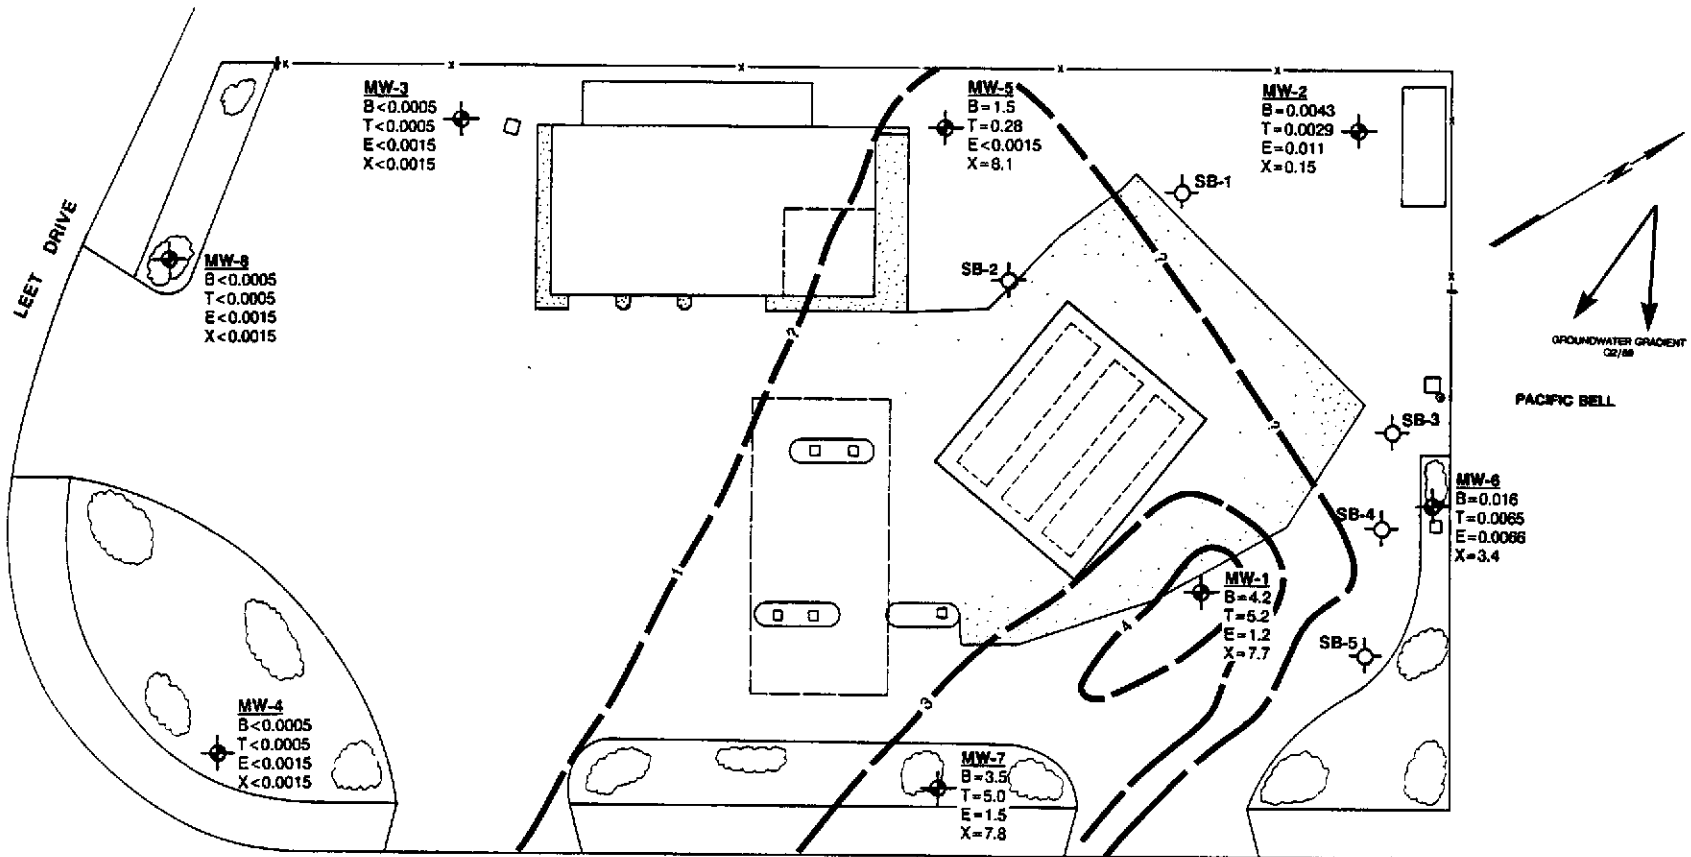 MW-3
B<0.0005
T<0.0005
E<0.0015
X<0.0015
MW-5
B=1.5
T=0.28
E<0.0015
X=8.1
MW-2
B=0.0043
T=0.0029
E=0.011
X=0.15
SB-1
SB-2
LEET DRIVE
MW-8
B<0.0005
T<0.0005
E<0.0015
X<0.0015
N
GROUNDWATER GRADIENT
Q2/89
PACIFIC BELL
?
?
?
SB-3
MW-6
B=0.016
T=0.0065
E=0.0066
X=3.4
SB-4
1
MW-1
B=4.2
T=5.2
E=1.2
X=7.7
4
SB-5
3
MW-4
B<0.0005
T<0.0005
E<0.0015
X<0.0015
MW-7
B=3.5
T=5.0
E=1.5
X=7.8